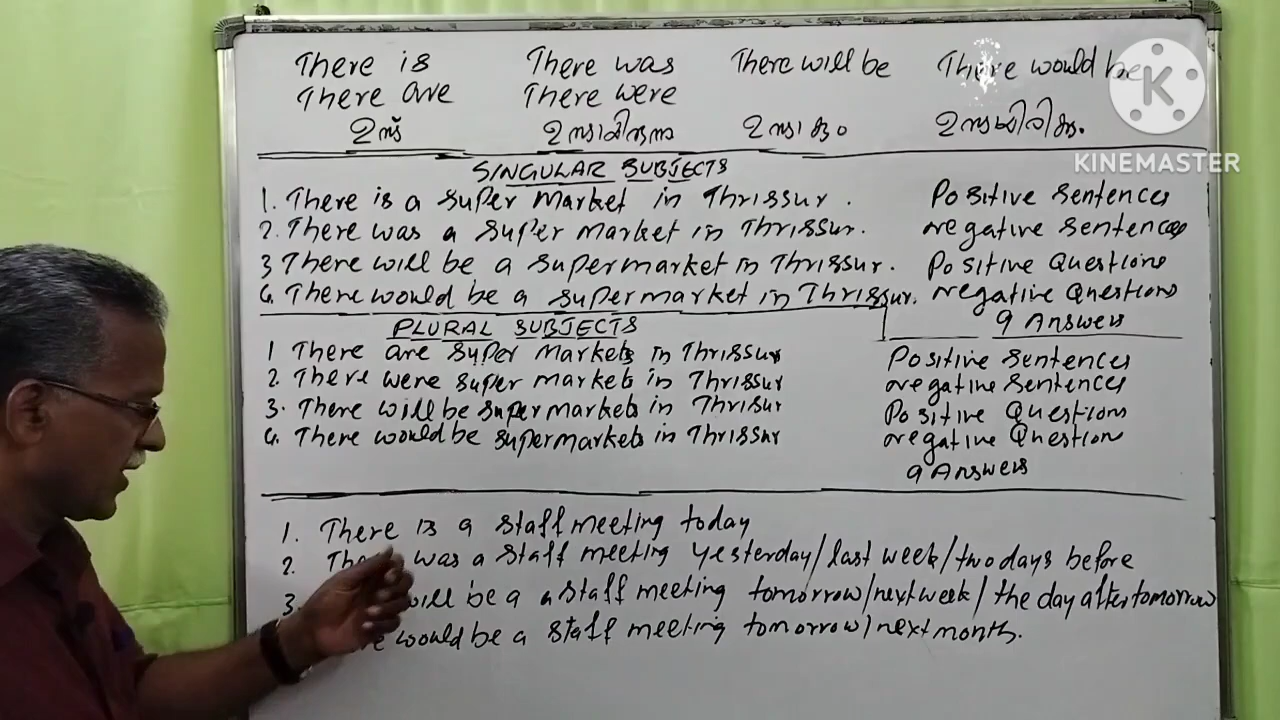 There is There was There will be There would be
There are There were
ഉണ്ട് ഉണ്ടായിരുന്നു ഉണ്ടാകും ഉണ്ടായിരിക്കും
KINEMASTER
SINGULAR SUBJECTS
1. There is a super market in Thrissur. Positive sentences
2. There was a super market in Thrissur. negative sentences
3 There will be a supermarket in Thrissur. Positive Questions
4. There would be a supermarket in Thrissur. negative Questions
9 Answers
PLURAL SUBJECTS
1 There are super markets in Thrissur Positive sentences
2. There were super markets in Thrissur negative sentences
3. There will be supermarkets in Thrissur Positive Questions
4. There would be supermarkets in Thrissur negative Question
9 Answers
1. There is a staff meeting today
2. was a staff meeting yesterday/last week/two days before
3. will be a a staff meeting tomorrow/next week/the day after tomorrow
would be a staff meeting tomorrow/next month.